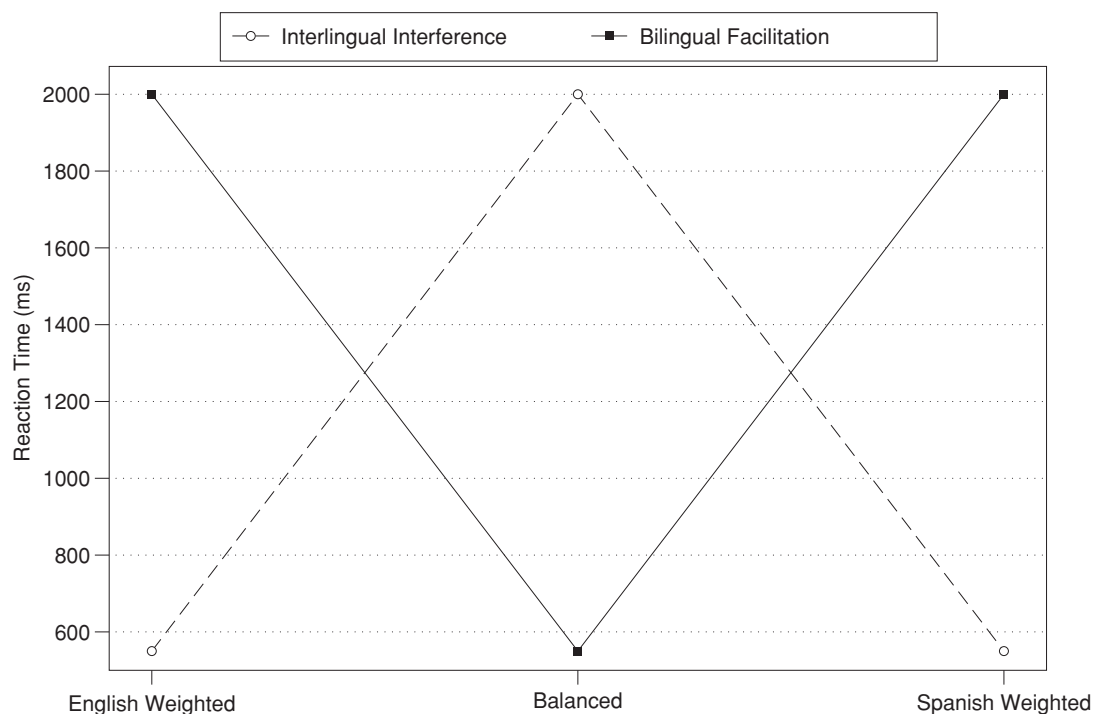 Interlingual Interference Bilingual Facilitation
2000
1800
1600
1400
1200
1000
800
600
Reaction Time (ms)
English Weighted Balanced Spanish Weighted